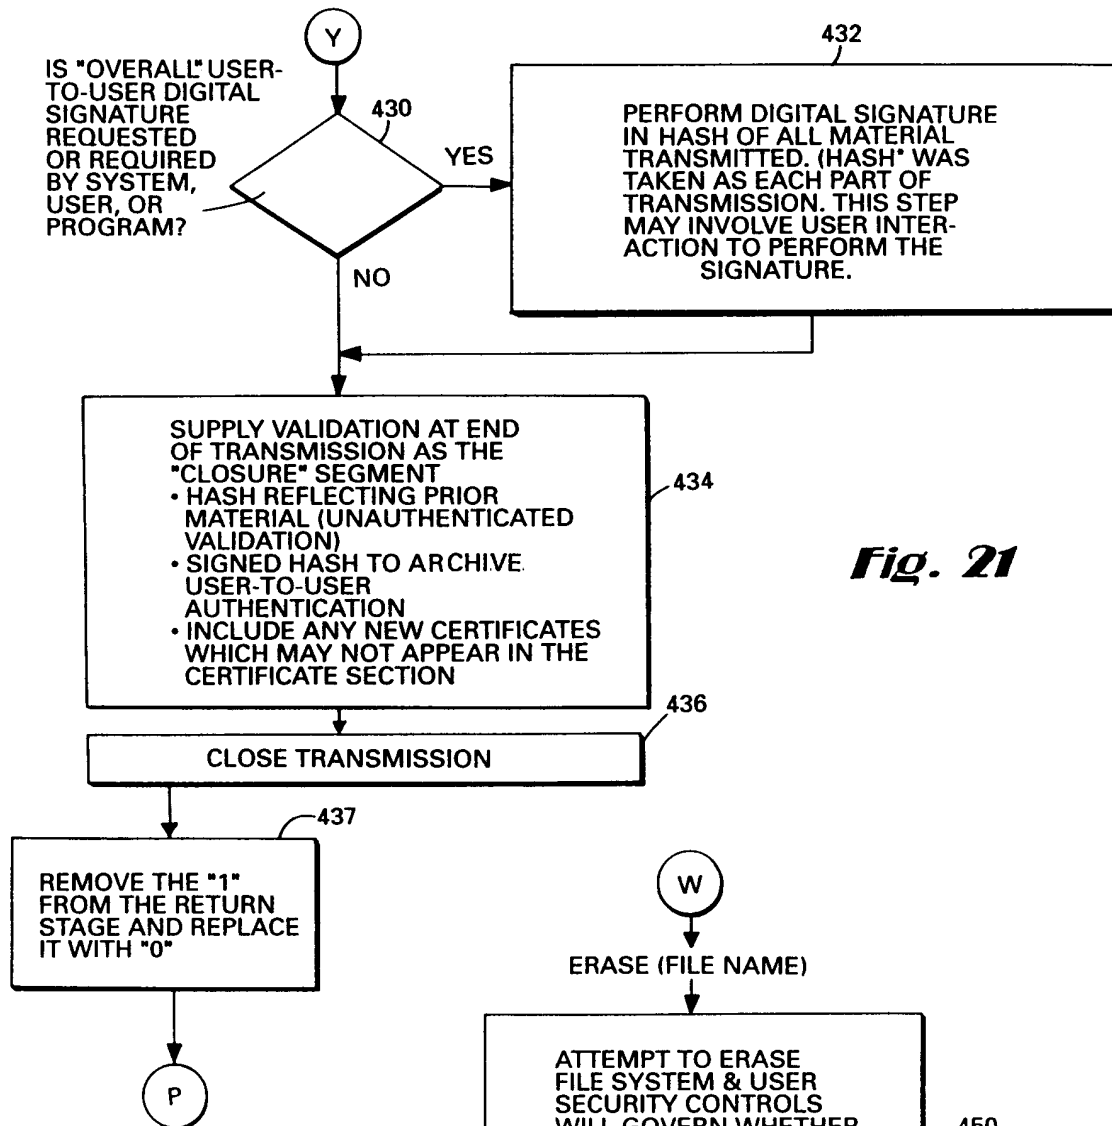 Y
IS "OVERALL" USER-
TO-USER DIGITAL
SIGNATURE
REQUESTED
OR REQUIRED
BY SYSTEM,
USER, OR
PROGRAM?
430
YES
NO
432
PERFORM DIGITAL SIGNATURE
IN HASH OF ALL MATERIAL
TRANSMITTED. (HASH" WAS
TAKEN AS EACH PART OF
TRANSMISSION. THIS STEP
MAY INVOLVE USER INTER-
ACTION TO PERFORM THE
SIGNATURE.
SUPPLY VALIDATION AT END
OF TRANSMISSION AS THE
"CLOSURE" SEGMENT
• HASH REFLECTING PRIOR
MATERIAL (UNAUTHENTICATED
VALIDATION)
• SIGNED HASH TO ARCHIVE
USER-TO-USER
AUTHENTICATION
• INCLUDE ANY NEW CERTIFICATES
WHICH MAY NOT APPEAR IN THE
CERTIFICATE SECTION
434
Fig. 21
436
CLOSE TRANSMISSION
437
REMOVE THE "1"
FROM THE RETURN
STAGE AND REPLACE
IT WITH "0"
P
W
ERASE (FILE NAME)
ATTEMPT TO ERASE
FILE SYSTEM & USER
SECURITY CONTROLS
WILL GOVERN WHETHER
450